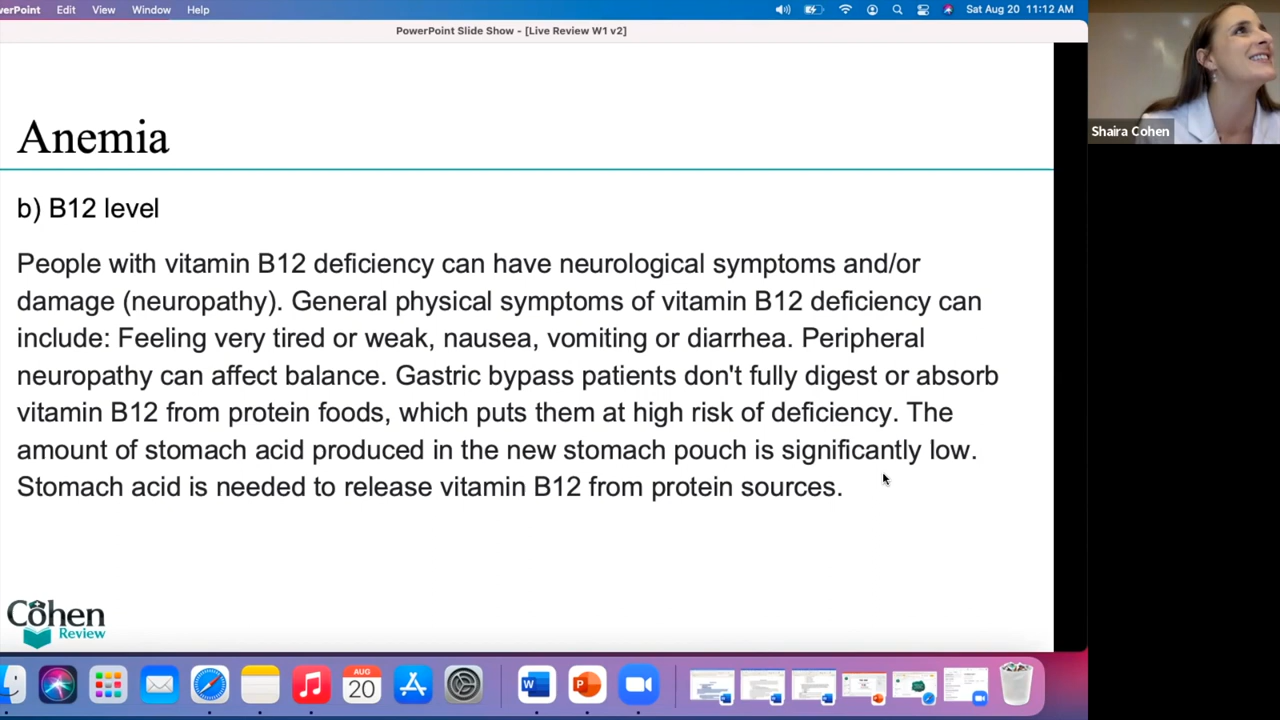 werPoint Edit View Window Help Sat Aug 20 11:12 AM
PowerPoint Slide Show - [Live Review W1 v2]
Shaira Cohen
Anemia
b) B12 level
People with vitamin B12 deficiency can have neurological symptoms and/or
damage (neuropathy). General physical symptoms of vitamin B12 deficiency can
include: Feeling very tired or weak, nausea, vomiting or diarrhea. Peripheral
neuropathy can affect balance. Gastric bypass patients don't fully digest or absorb
vitamin B12 from protein foods, which puts them at high risk of deficiency. The
amount of stomach acid produced in the new stomach pouch is significantly low.
Stomach acid is needed to release vitamin B12 from protein sources.
Cohen
Review
AUG
20
W
P